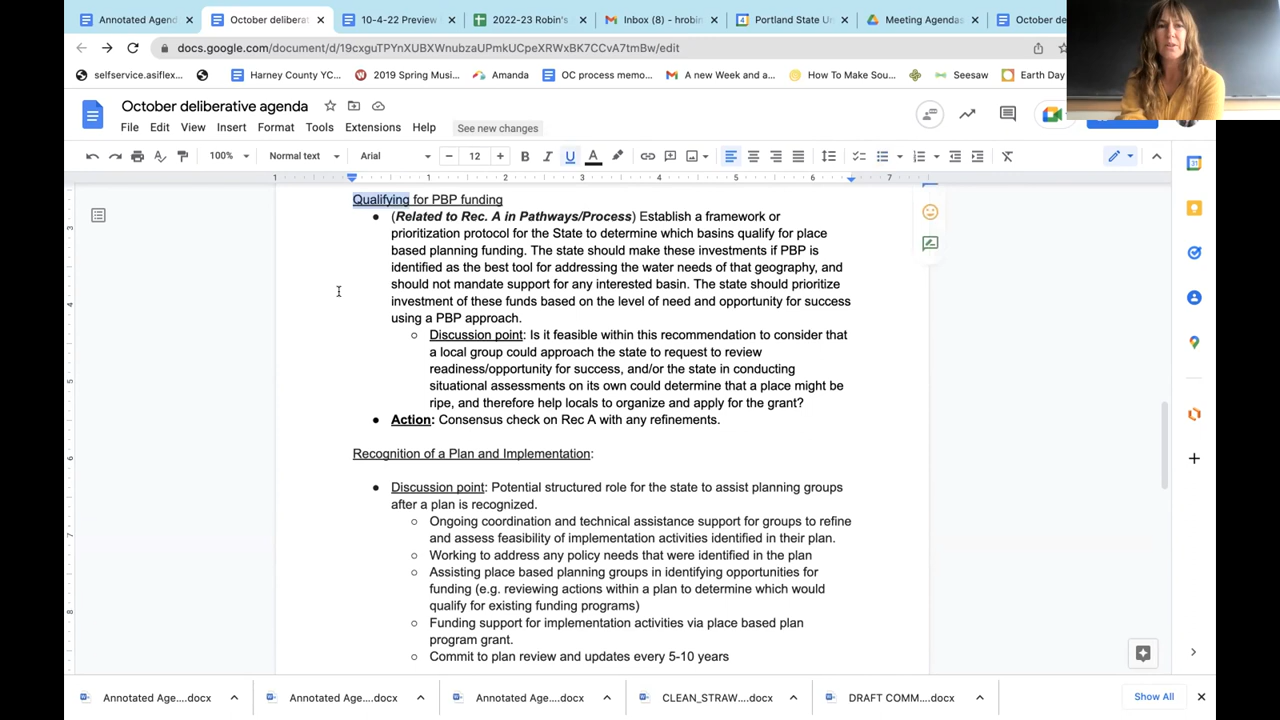 Annotated Agend
October deliberat
10-4-22 Preview
2022-23 Robin's
Inbox (8) - hrobin
Portland State Un
Meeting Agendas
October de
docs.google.com/document/d/19cxguTPYnXUBXWnubzaUPmkUCpeXRWxBK7CCvA7tmBw/edit
selfservice.asiflex...
Harney County YC...
2019 Spring Musi...
Amanda
OC process memo...
A new Week and a...
How To Make Sou...
Seesaw
Earth Day
October deliberative agenda
File Edit View Insert Format Tools Extensions Help See new changes
100% Normal text Arial 12
1 1 2 3 4 5 6 7
Qualifying for PBP funding
● (Related to Rec. A in Pathways/Process) Establish a framework or
prioritization protocol for the State to determine which basins qualify for place
based planning funding. The state should make these investments if PBP is
identified as the best tool for addressing the water needs of that geography, and
should not mandate support for any interested basin. The state should prioritize
investment of these funds based on the level of need and opportunity for success
using a PBP approach.
○ Discussion point: Is it feasible within this recommendation to consider that
a local group could approach the state to request to review
readiness/opportunity for success, and/or the state in conducting
situational assessments on its own could determine that a place might be
ripe, and therefore help locals to organize and apply for the grant?
● Action: Consensus check on Rec A with any refinements.
Recognition of a Plan and Implementation:
● Discussion point: Potential structured role for the state to assist planning groups
after a plan is recognized.
○ Ongoing coordination and technical assistance support for groups to refine
and assess feasibility of implementation activities identified in their plan.
○ Working to address any policy needs that were identified in the plan
○ Assisting place based planning groups in identifying opportunities for
funding (e.g. reviewing actions within a plan to determine which would
qualify for existing funding programs)
○ Funding support for implementation activities via place based plan
program grant.
○ Commit to plan review and updates every 5-10 years
3
4
5
6
7
8
Annotated Age....docx
Annotated Age....docx
Annotated Age....docx
CLEAN_STRAW...docx
DRAFT COMM....docx
Show All